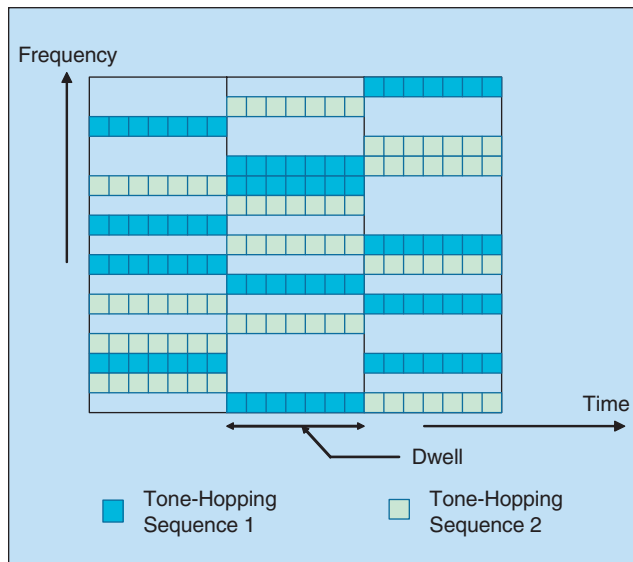 Frequency
Time
Dwell
Tone-Hopping
Sequence 1
Tone-Hopping
Sequence 2